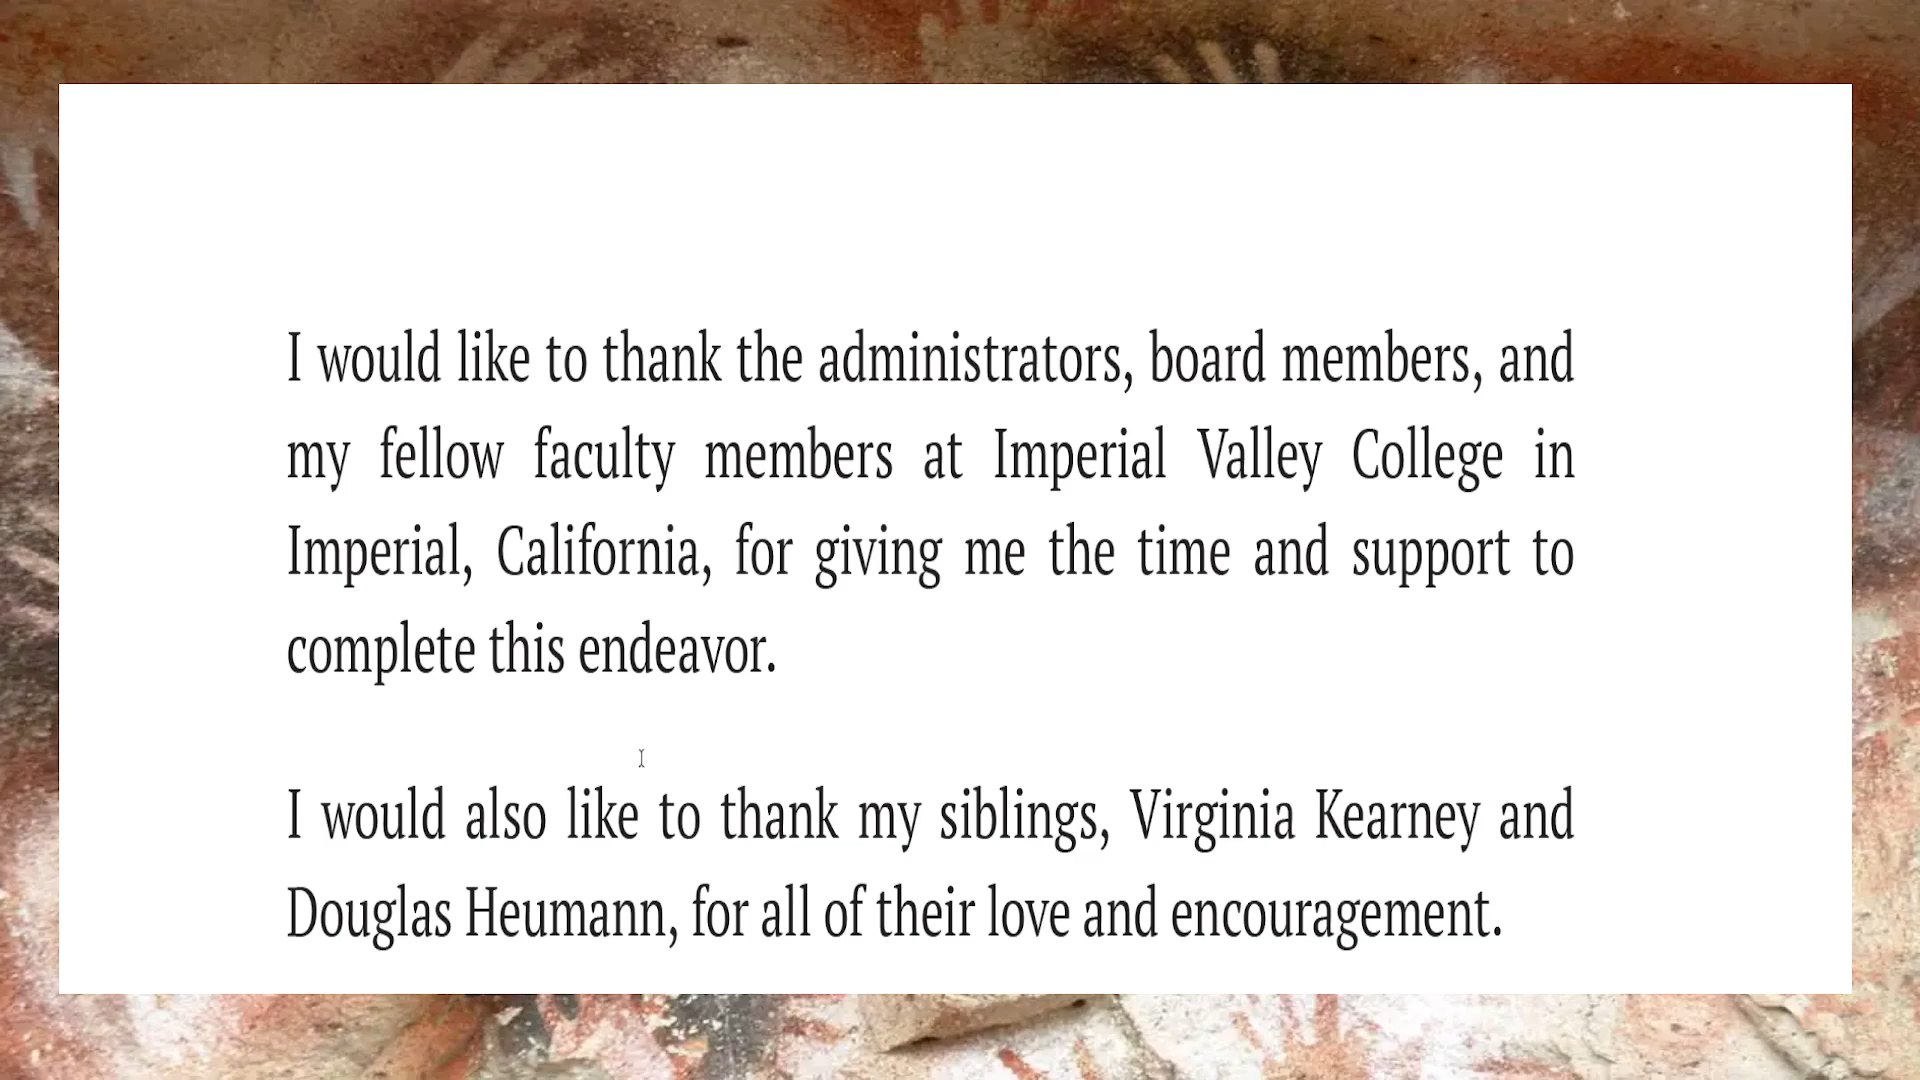 I would like to thank the administrators, board members, and
my fellow faculty members at Imperial Valley College in
Imperial, California, for giving me the time and support to
complete this endeavor.
I would also like to thank my siblings, Virginia Kearney and
Douglas Heumann, for all of their love and encouragement.